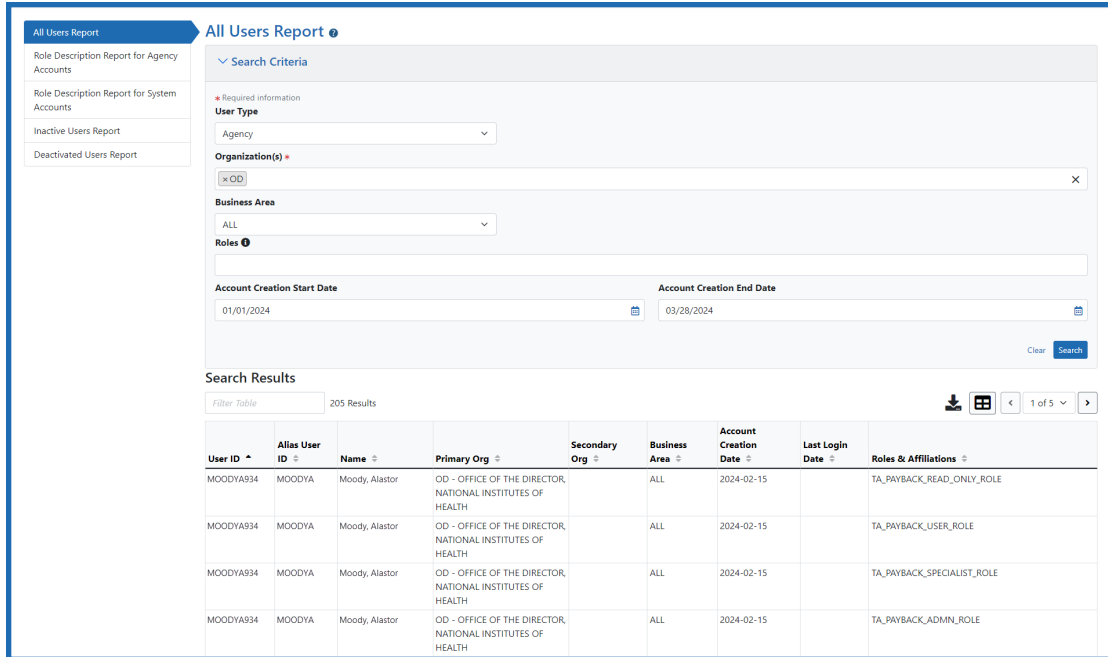 All Users Report
Role Description Report for Agency
Accounts
Role Description Report for System
Accounts
Inactive Users Report
Deactivated Users Report
All Users Report
Search Criteria
* Required information
User Type
Agency
Organization(s) *
× OD
Business Area
ALL
Roles
Account Creation Start Date
Account Creation End Date
01/01/2024
03/28/2024
Clear Search
Search Results
Filter Table 205 Results 1 of 5
User ID Alias User ID Name Primary Org Secondary Org Business Area Account Creation Date Last Login Date Roles & Affiliations
MOODYA934 MOODYA Moody, Alastor OD - OFFICE OF THE DIRECTOR, ALL 2024-02-15 TA_PAYBACK_READ_ONLY_ROLE
NATIONAL INSTITUTES OF
HEALTH
MOODYA934 MOODYA Moody, Alastor OD - OFFICE OF THE DIRECTOR, ALL 2024-02-15 TA_PAYBACK_USER_ROLE
NATIONAL INSTITUTES OF
HEALTH
MOODYA934 MOODYA Moody, Alastor OD - OFFICE OF THE DIRECTOR, ALL 2024-02-15 TA_PAYBACK_SPECIALIST_ROLE
NATIONAL INSTITUTES OF
HEALTH
MOODYA934 MOODYA Moody, Alastor OD - OFFICE OF THE DIRECTOR, ALL 2024-02-15 TA_PAYBACK_ADMN_ROLE
NATIONAL INSTITUTES OF
HEALTH